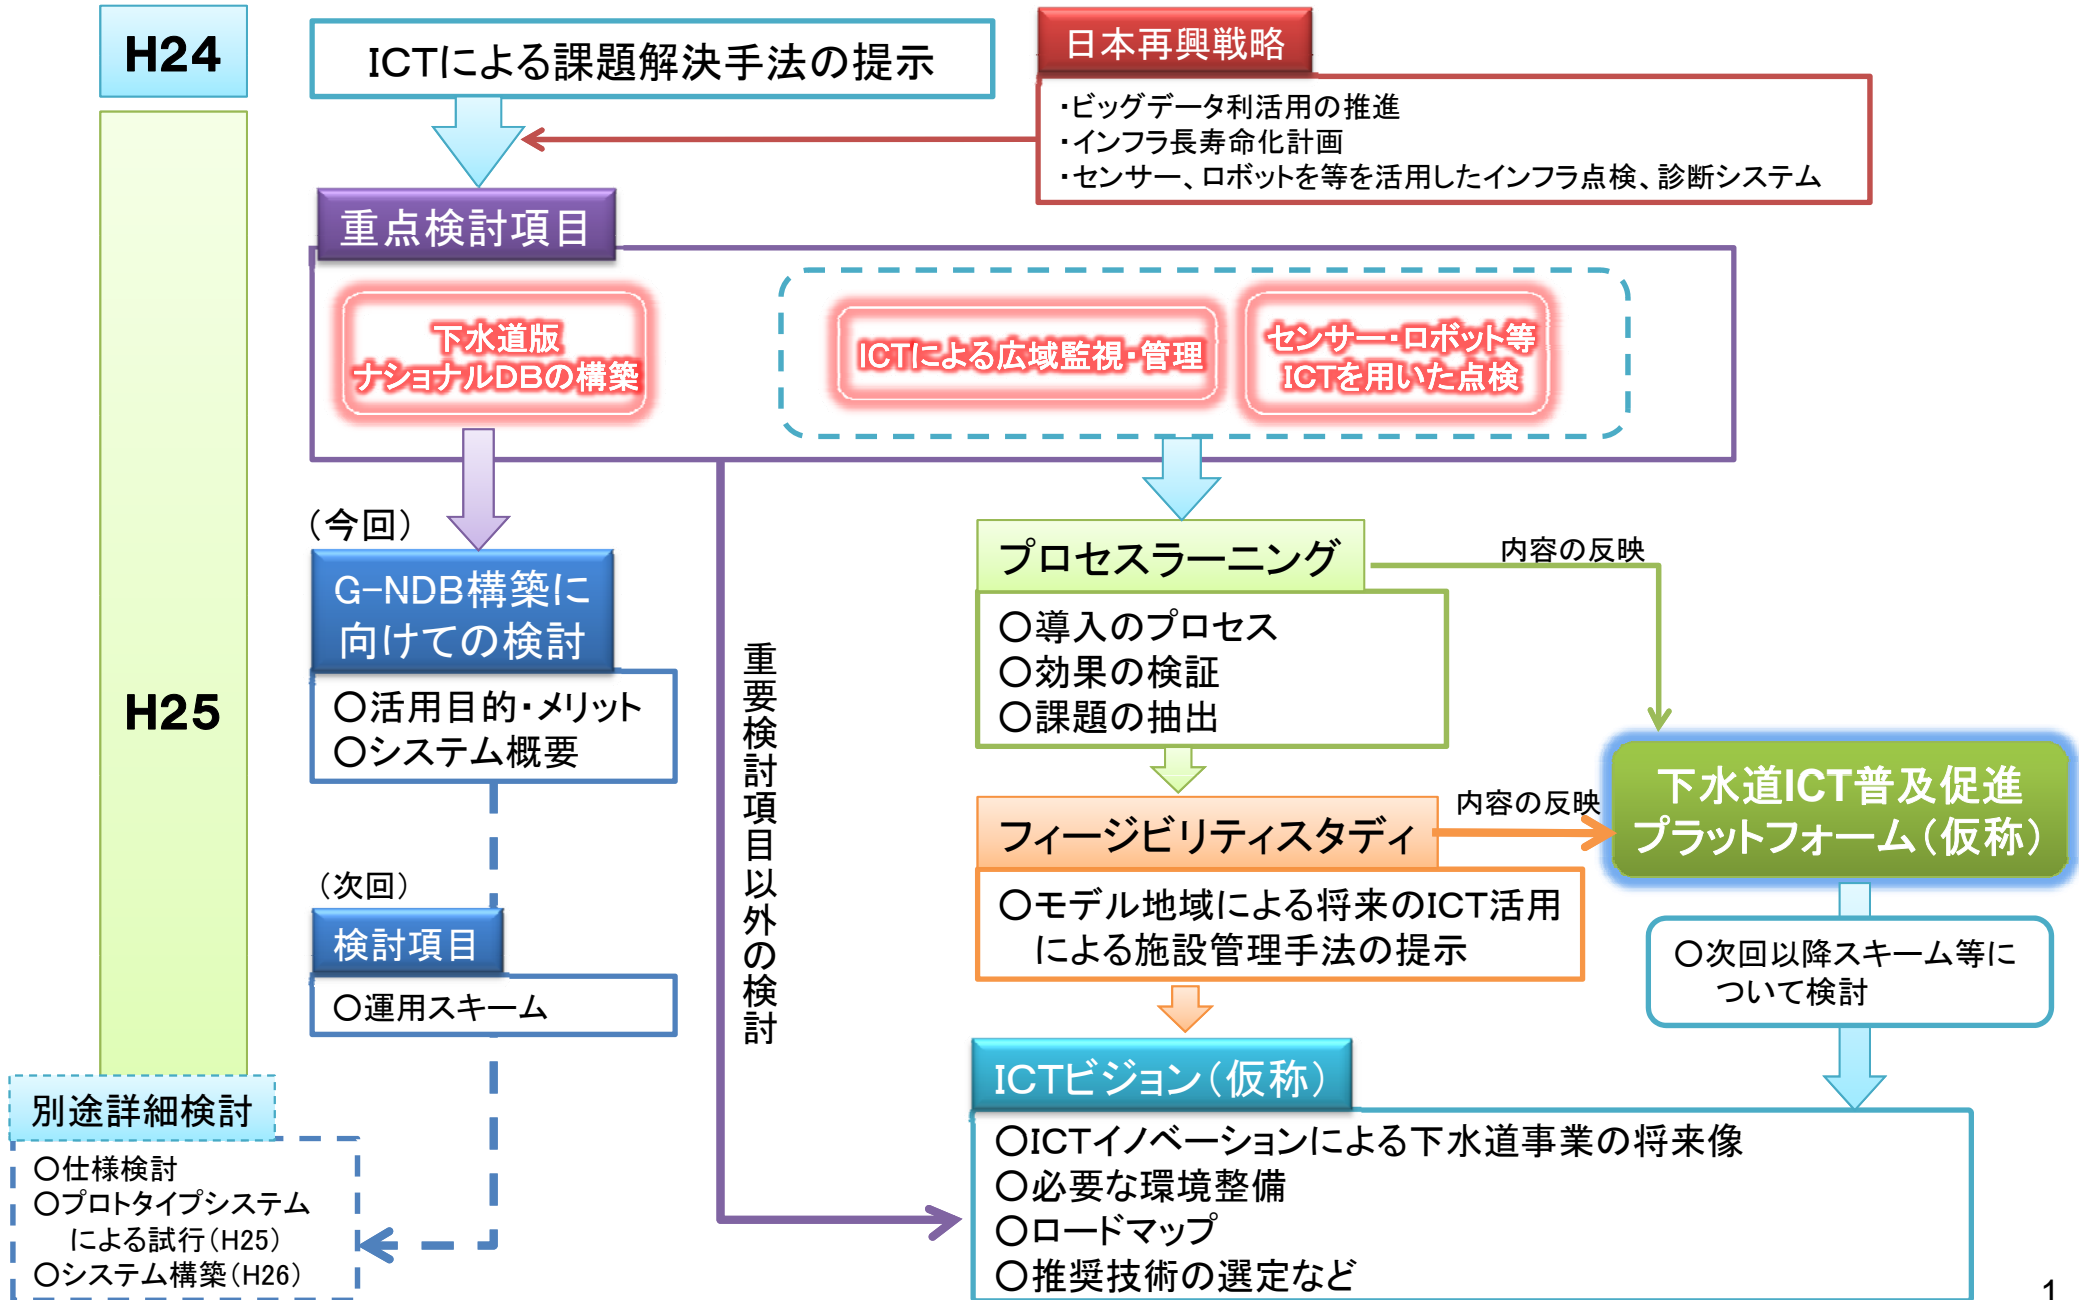 H24
ICTによる課題解決手法の提示
日本再興戦略
・ビッグデータ利活用の推進
・インフラ長寿命化計画
・センサー、ロボットを等を活用したインフラ点検、診断システム
重点検討項目
下水道版
ナショナルDBの構築
ICTによる広域監視・管理
センサー・ロボット等
ICTを用いた点検
H25
（今回）
G-NDB構築に
向けての検討
○活用目的・メリット
○システム概要
（次回）
検討項目
○運用スキーム
別途詳細検討
○仕様検討
○プロトタイプシステム
による試行（H25）
○システム構築（H26）
重要検討項目以外の検討
プロセスラーニング
○導入のプロセス
○効果の検証
○課題の抽出
内容の反映
フィージビリティスタディ
○モデル地域による将来のICT活用
による施設管理手法の提示
内容の反映
下水道ICT普及促進
プラットフォーム（仮称）
○次回以降スキーム等に
ついて検討
ICTビジョン（仮称）
○ICTイノベーションによる下水道事業の将来像
○必要な環境整備
○ロードマップ
○推奨技術の選定など
1